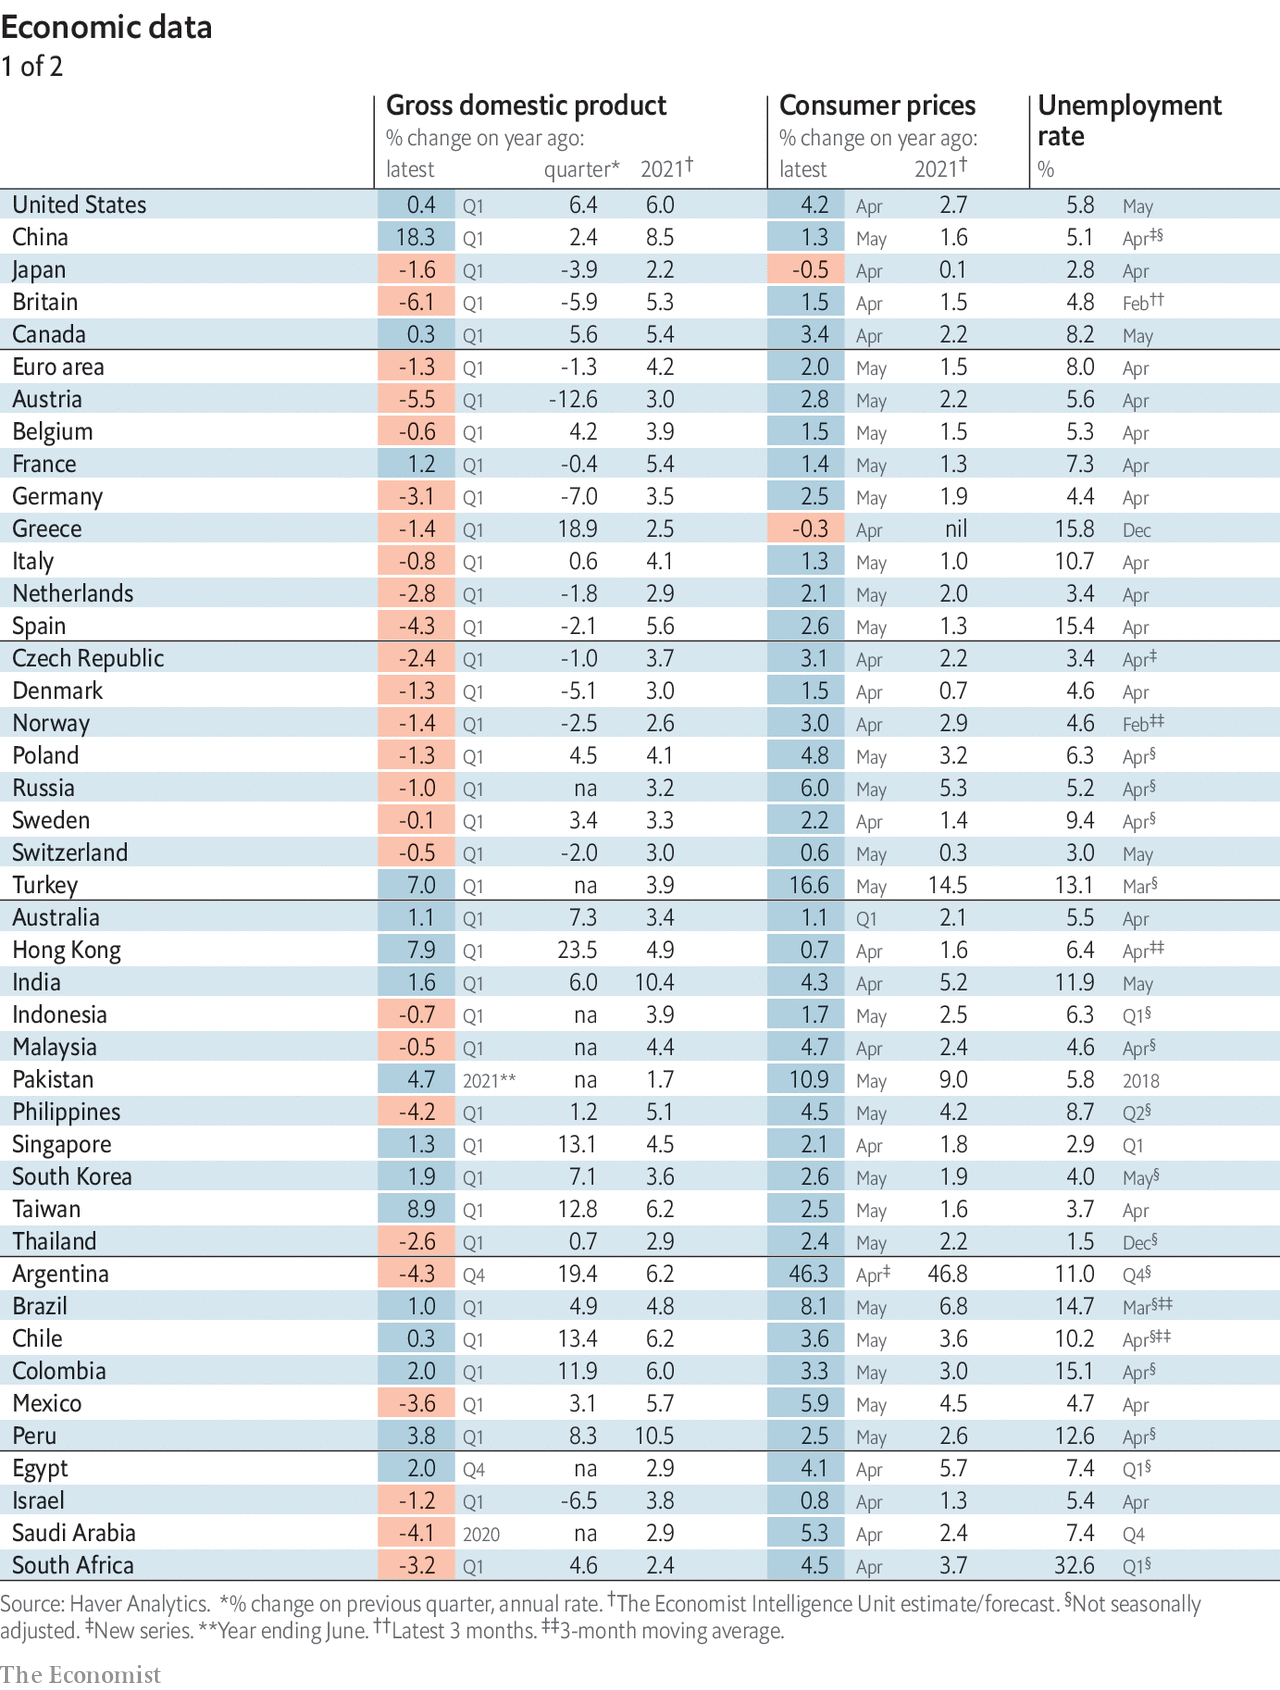 Economic data
1 of 2
Gross domestic product Consumer prices Unemployment
% change on year ago: % change on year ago: rate
latest quarter* 2021† latest 2021† %
United States 0.4 Q1 6.4 6.0 4.2 Apr 2.7 5.8 May
China 18.3 Q1 2.4 8.5 1.3 May 1.6 5.1 Apr‡§
Japan -1.6 Q1 -3.9 2.2 -0.5 Apr 0.1 2.8 Apr
Britain -6.1 Q1 -5.9 5.3 1.5 Apr 1.5 4.8 Feb††
Canada 0.3 Q1 5.6 5.4 3.4 Apr 2.2 8.2 May
Euro area -1.3 Q1 -1.3 4.2 2.0 May 1.5 8.0 Apr
Austria -5.5 Q1 -12.6 3.0 2.8 May 2.2 5.6 Apr
Belgium -0.6 Q1 4.2 3.9 1.5 May 1.5 5.3 Apr
France 1.2 Q1 -0.4 5.4 1.4 May 1.3 7.3 Apr
Germany -3.1 Q1 -7.0 3.5 2.5 May 1.9 4.4 Apr
Greece -1.4 Q1 18.9 2.5 -0.3 Apr nil 15.8 Dec
Italy -0.8 Q1 0.6 4.1 1.3 May 1.0 10.7 Apr
Netherlands -2.8 Q1 -1.8 2.9 2.1 May 2.0 3.4 Apr
Spain -4.3 Q1 -2.1 5.6 2.6 May 1.3 15.4 Apr
Czech Republic -2.4 Q1 -1.0 3.7 3.1 Apr 2.2 3.4 Apr‡
Denmark -1.3 Q1 -5.1 3.0 1.5 Apr 0.7 4.6 Apr
Norway -1.4 Q1 -2.5 2.6 3.0 Apr 2.9 4.6 Feb‡‡
Poland -1.3 Q1 4.5 4.1 4.8 May 3.2 6.3 Apr§
Russia -1.0 Q1 na 3.2 6.0 May 5.3 5.2 Apr§
Sweden -0.1 Q1 3.4 3.3 2.2 Apr 1.4 9.4 Apr§
Switzerland -0.5 Q1 -2.0 3.0 0.6 May 0.3 3.0 May
Turkey 7.0 Q1 na 3.9 16.6 May 14.5 13.1 Mar§
Australia 1.1 Q1 7.3 3.4 1.1 Q1 2.1 5.5 Apr
Hong Kong 7.9 Q1 23.5 4.9 0.7 Apr 1.6 6.4 Apr‡‡
India 1.6 Q1 6.0 10.4 4.3 Apr 5.2 11.9 May
Indonesia -0.7 Q1 na 3.9 1.7 May 2.5 6.3 Q1§
Malaysia -0.5 Q1 na 4.4 4.7 Apr 2.4 4.6 Apr§
Pakistan 4.7 2021** na 1.7 10.9 May 9.0 5.8 2018
Philippines -4.2 Q1 1.2 5.1 4.5 May 4.2 8.7 Q2§
Singapore 1.3 Q1 13.1 4.5 2.1 Apr 1.8 2.9 Q1
South Korea 1.9 Q1 7.1 3.6 2.6 May 1.9 4.0 May§
Taiwan 8.9 Q1 12.8 6.2 2.5 May 1.6 3.7 Apr
Thailand -2.6 Q1 0.7 2.9 2.4 May 2.2 1.5 Dec§
Argentina -4.3 Q4 19.4 6.2 46.3 Apr‡ 46.8 11.0 Q4§
Brazil 1.0 Q1 4.9 4.8 8.1 May 6.8 14.7 Mar§‡‡
Chile 0.3 Q1 13.4 6.2 3.6 May 3.6 10.2 Apr§‡‡
Colombia 2.0 Q1 11.9 6.0 3.3 May 3.0 15.1 Apr§
Mexico -3.6 Q1 3.1 5.7 5.9 May 4.5 4.7 Apr
Peru 3.8 Q1 8.3 10.5 2.5 May 2.6 12.6 Apr§
Egypt 2.0 Q4 na 2.9 4.1 Apr 5.7 7.4 Q1§
Israel -1.2 Q1 -6.5 3.8 0.8 Apr 1.3 5.4 Apr
Saudi Arabia -4.1 2020 na 2.9 5.3 Apr 2.4 7.4 Q4
South Africa -3.2 Q1 4.6 2.4 4.5 Apr 3.7 32.6 Q1§
Source: Haver Analytics. *% change on previous quarter, annual rate. †The Economist Intelligence Unit estimate/forecast. §Not seasonally
adjusted. ‡New series. **Year ending June. ††Latest 3 months. ‡‡3-month moving average.
The Economist